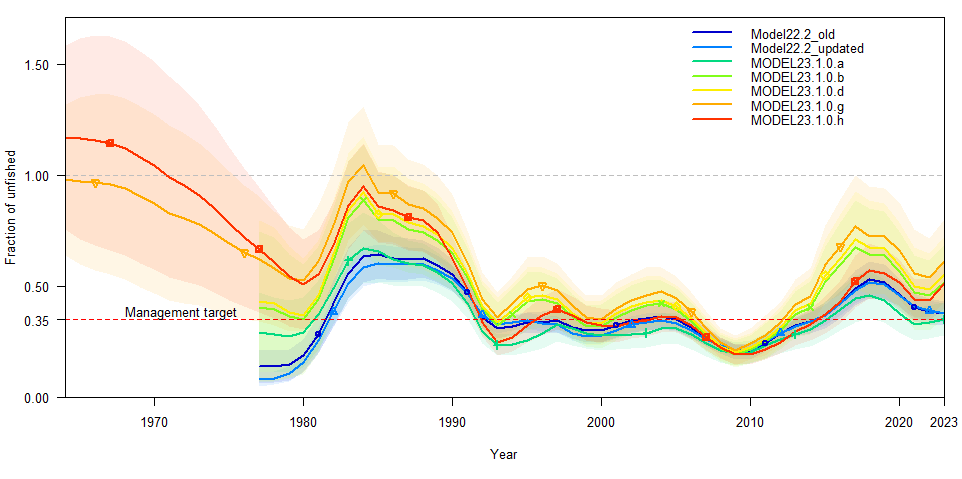 Model22.2_old
Model22.2_updated
MODEL23.1.0.a
MODEL23.1.0.b
MODEL23.1.0.d
MODEL23.1.0.g
MODEL23.1.0.h
Fraction of unfished
1.50
1.00
0.50
0.35
0.00
Management target
1970
1980
1990
2000
2010
2020
2023
Year